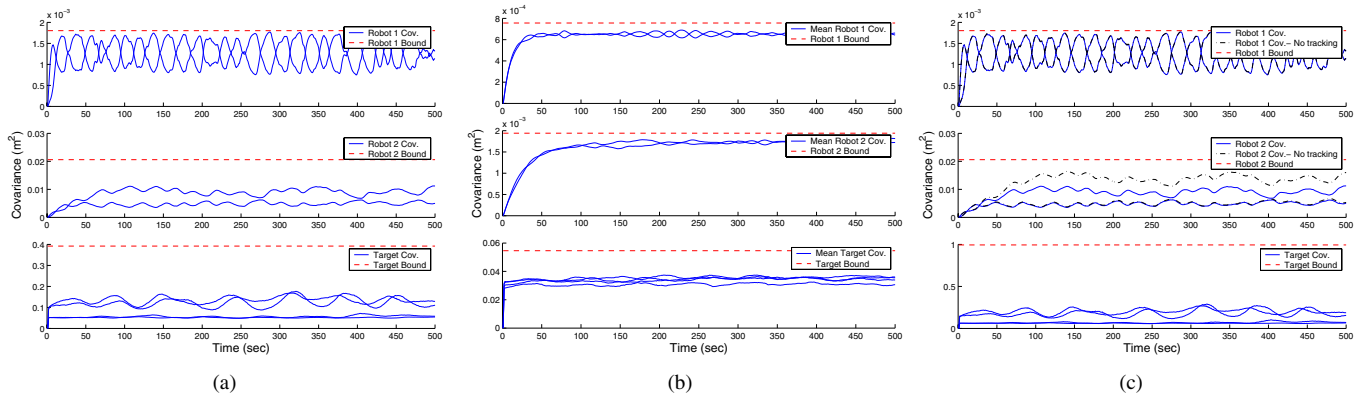 x 10⁻³
2
1.5
1
0.5
0
0 50 100 150 200 250 300 350 400 450 500
Robot 1 Cov.
Robot 1 Bound
0.03
0.02
0.01
0
0 50 100 150 200 250 300 350 400 450 500
Robot 2 Cov.
Robot 2 Bound
Covariance (m²)
0.4
0.3
0.2
0.1
0
0 50 100 150 200 250 300 350 400 450 500
Target Cov.
Target Bound
Time (sec)
(a)
x 10⁻⁴
8
6
4
2
0
0 50 100 150 200 250 300 350 400 450 500
Mean Robot 1 Cov.
Robot 1 Bound
x 10⁻³
2
1.5
1
0.5
0
0 50 100 150 200 250 300 350 400 450 500
Mean Robot 2 Cov.
Robot 2 Bound
Covariance (m²)
0.06
0.04
0.02
0
0 50 100 150 200 250 300 350 400 450 500
Mean Target Cov.
Target Bound
Time (sec)
(b)
x 10⁻³
2
1.5
1
0.5
0
0 50 100 150 200 250 300 350 400 450 500
Robot 1 Cov.
Robot 1 Cov.– No tracking
Robot 1 Bound
0.03
0.02
0.01
0
0 50 100 150 200 250 300 350 400 450 500
Robot 2 Cov.
Robot 2 Cov.– No tracking
Robot 2 Bound
Covariance (m²)
1
0.5
0
0 50 100 150 200 250 300 350 400 450 500
Target Cov.
Target Bound
Time (sec)
(c)